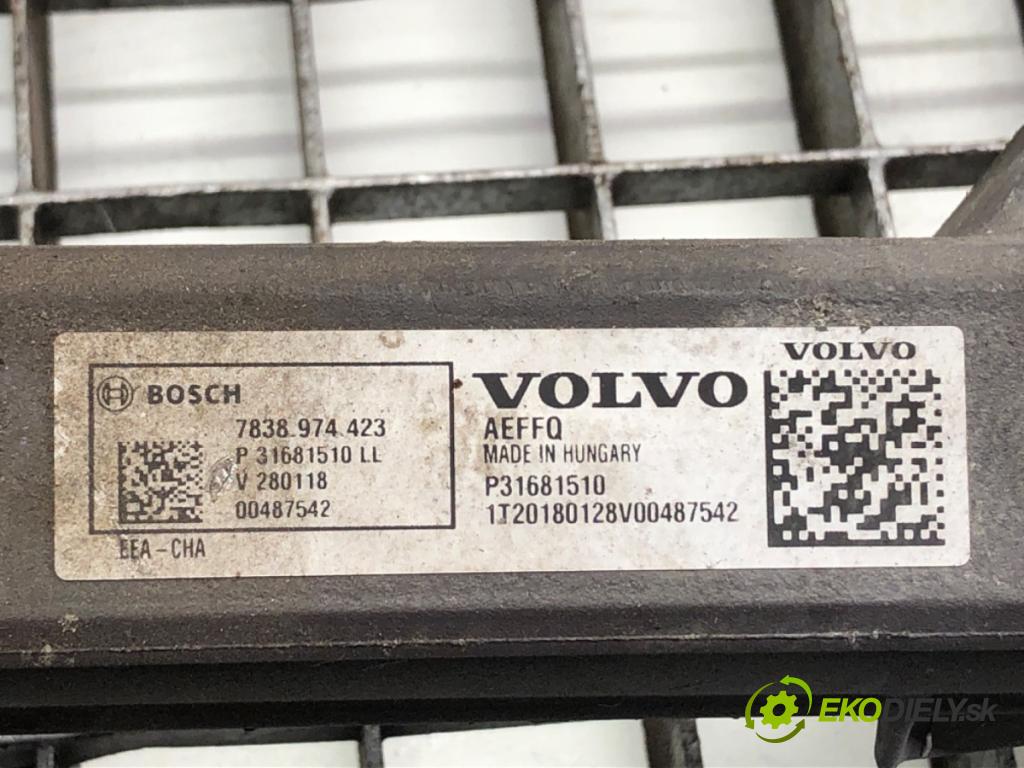 BOSCH
7838 974 423
P 31681510 LL
V 280118
00487542
EEA-CHA
VOLVO
AEFFQ
MADE IN HUNGARY
P31681510
1T20180128V00487542
VOLVO
EKODIELY.sk